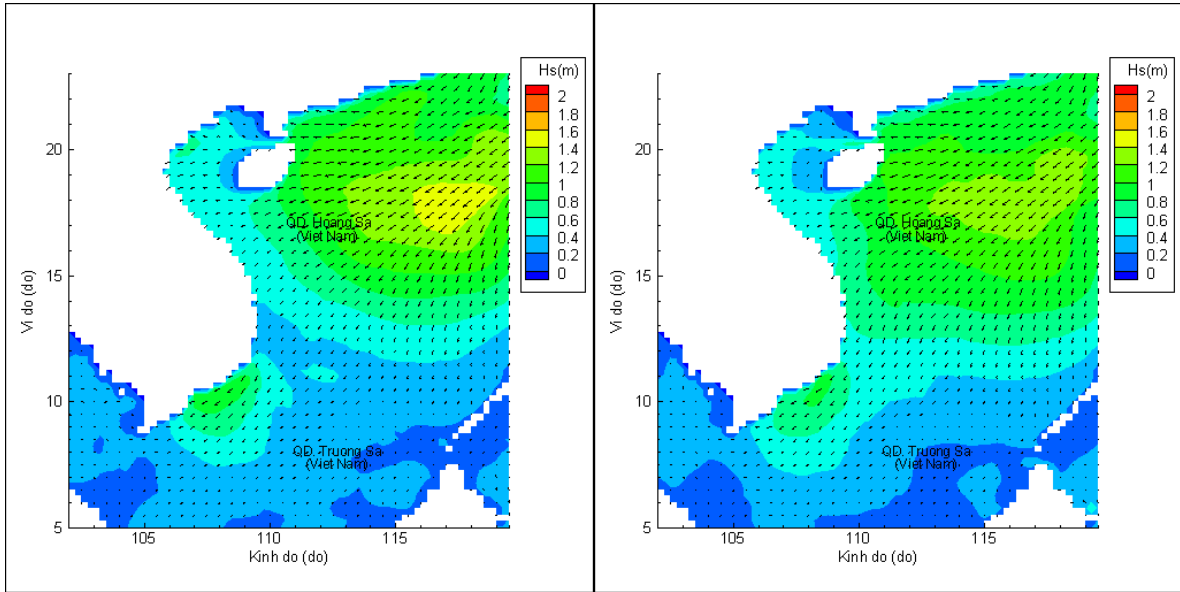 Hs(m)
2
1.8
1.6
1.4
1.2
1
0.8
0.6
0.4
0.2
0
20
15
10
5
Vi do (do)
QD. Hoang Sa
(Viet Nam)
QD. Truong Sa
(Viet Nam)
105
110
115
Kinh do (do)
Hs(m)
2
1.8
1.6
1.4
1.2
1
0.8
0.6
0.4
0.2
0
20
15
10
5
Vi do (do)
QD. Hoang Sa
(Viet Nam)
QD. Truong Sa
(Viet Nam)
105
110
115
Kinh do (do)